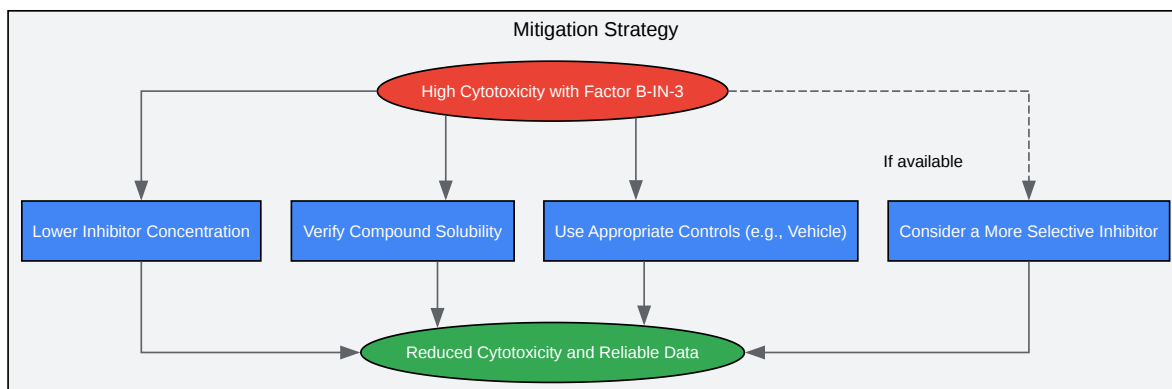 Mitigation Strategy
High Cytotoxicity with Factor B-IN-3
If available
Lower Inhibitor Concentration
Verify Compound Solubility
Use Appropriate Controls (e.g., Vehicle)
Consider a More Selective Inhibitor
Reduced Cytotoxicity and Reliable Data